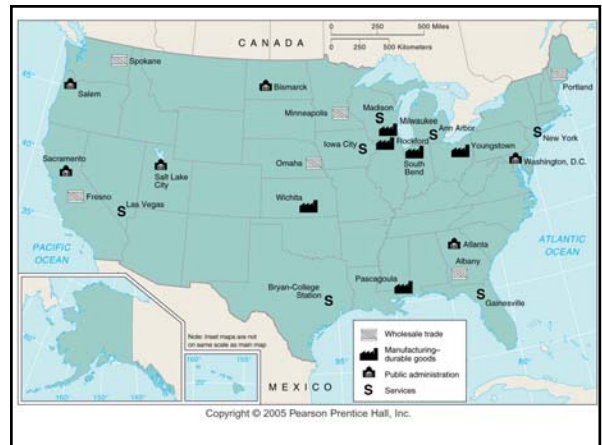 0 250 500 Miles
0 250 500 Kilometers
CANADA
Spokane
Salem
Bismarck
Minneapolis
Madison
Milwaukee
Ann Arbor
Portland
Iowa City
Rockford
South
Bend
Youngstown
New York
Washington, D.C.
Sacramento
Salt Lake
City
Omaha
Fresno
Las Vegas
Wichita
PACIFIC
OCEAN
ATLANTIC
OCEAN
Atlanta
Albany
Pascagoula
Bryan-College
Station
Gainesville
S
S
S
S
S
S
S
Note: Inset maps are not
on same scale as main map
MEXICO
Wholesale trade
Manufacturing–
durable goods
Public administration
S Services
Copyright © 2005 Pearson Prentice Hall, Inc.